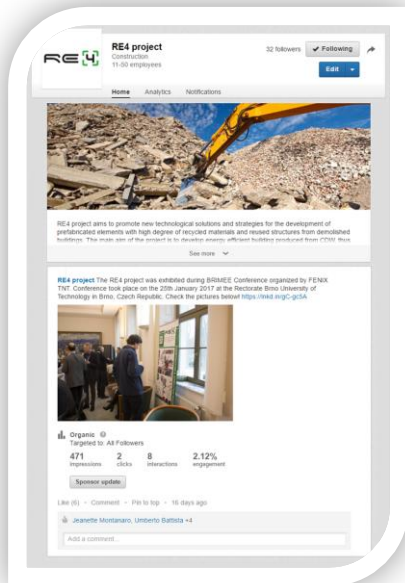 RE4
RE4 project
Construction
11-50 employees
32 followers
Following
Edit
Home Analytics Notifications
RE4 project aims to promote new technological solutions and strategies for the development of
prefabricated elements with high degree of recycled materials and reused structures from demolished
buildings. The main aim of the project is to develop energy efficient building produced from CDW, thus
See more
RE4 project The RE4 project was exhibited during BRIMEE Conference organized by FENIX
TNT. Conference took place on the 25th January 2017 at the Rectorate Brno University of
Technology in Brno, Czech Republic. Check the pictures below! https://lnkd.in/gC-gc5A
Organic
Targeted to: All Followers
471 2 8 2.12%
impressions clicks interactions engagement
Sponsor update
Like (6) • Comment • Pin to top • 16 days ago
Jeanette Montanaro, Umberto Battista +4
Add a comment...